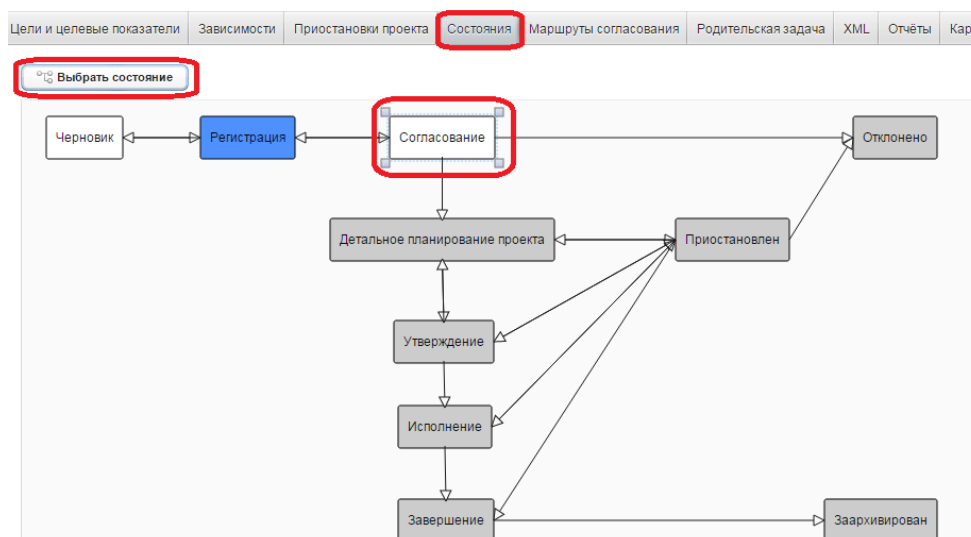 Цели и целевые показатели Зависимости Приостановки проекта Состояния Маршруты согласования Родительская задача XML Отчёты Кар
Выбрать состояние
Черновик Регистрация Согласование Отклонено
Детальное планирование проекта Приостановлен
Утверждение
Исполнение
Завершение Заархивирован